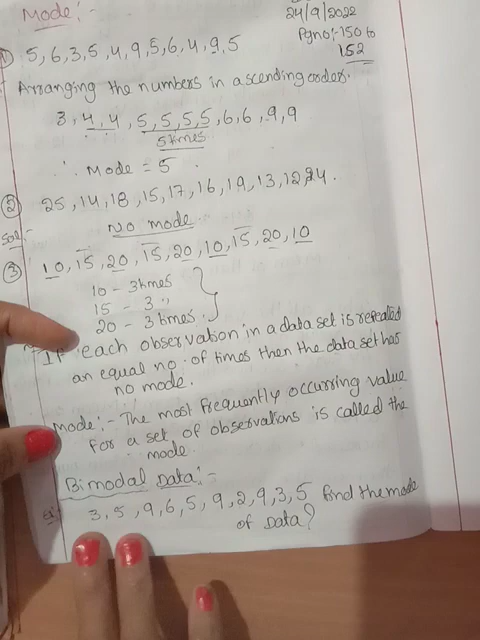 Mode:-
24/9/2022
Pgno:-150 to
152
① 5, 6, 3, 5, 4, 9, 5, 6, 4, 9, 5
Arranging the numbers in ascending order.
3, 4, 4, 5, 5, 5, 5, 6, 6, 9, 9
5 times
∴ Mode = 5.
② 25, 14, 18, 15, 17, 16, 19, 13, 12, 24.
Sol:- No mode.
③ 10, 15, 20, 15, 20, 10, 15, 20, 10
10 - 3 times
15 - 3 ,,
20 - 3 times.
If each observation in a data set is repeated
an equal no. of times then the data set has
no mode.
Mode:- The most frequently occurring value
for a set of observations is called the
mode.
Bimodal Data:-
Ex: 3, 5, 9, 6, 5, 9, 2, 9, 3, 5 find the mode
of Data?